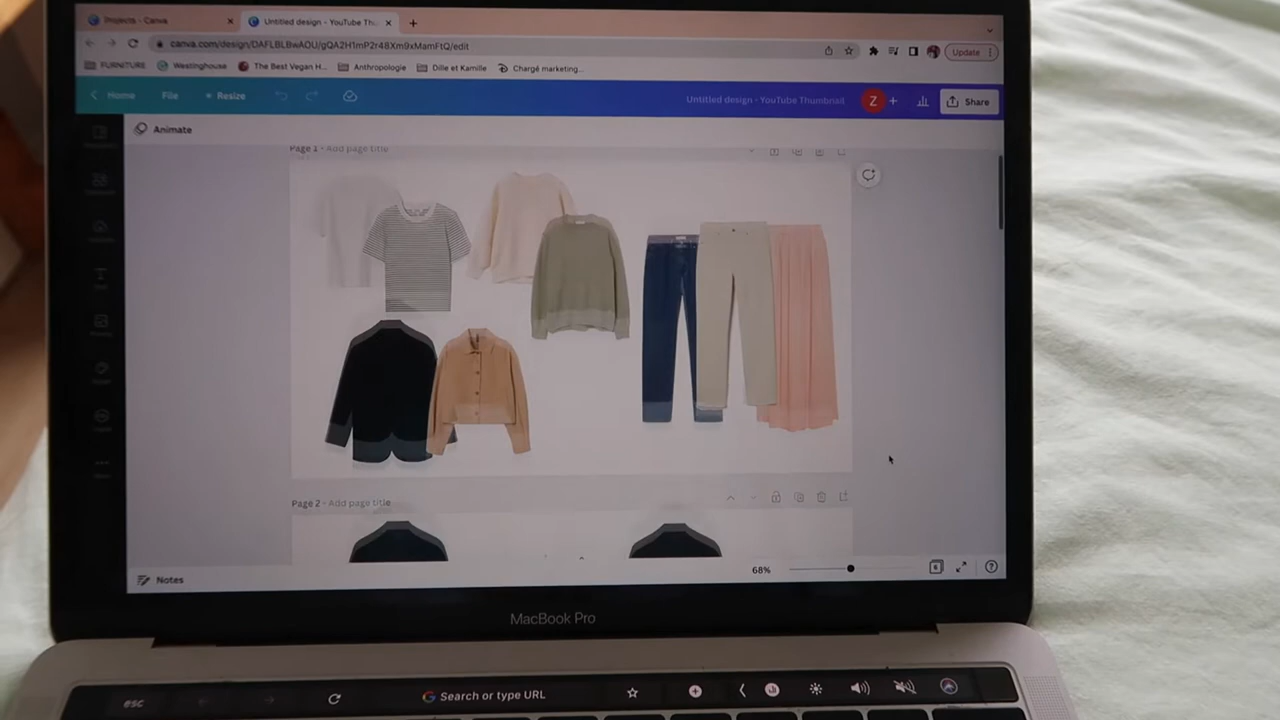 Projects - Canva
Untitled design - YouTube Th...
canva.com/design/DAFLBLBwAOU/gQA2H1mP2r48Xm9xMamFtQ/edit
Update
FURNITURE
Westinghouse
The Best Vegan H...
Anthropologie
Dille et Kamille
Chargé marketing...
Home
File
Resize
Untitled design - YouTube Thumbnail
Z
Share
Animate
Page 1 - Add page title
Page 2 - Add page title
Notes
68%
MacBook Pro
esc
Search or type URL